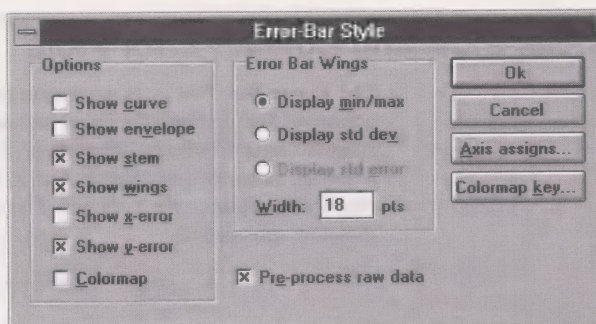 Error-Bar Style
Options
Show curve
Show envelope
Show stem
Show wings
Show x-error
Show y-error
Colormap
Error Bar Wings
Display min/max
Display std dev
Display std error
Width: 18 pts
Pre-process raw data
Ok
Cancel
Axis assigns...
Colormap key...